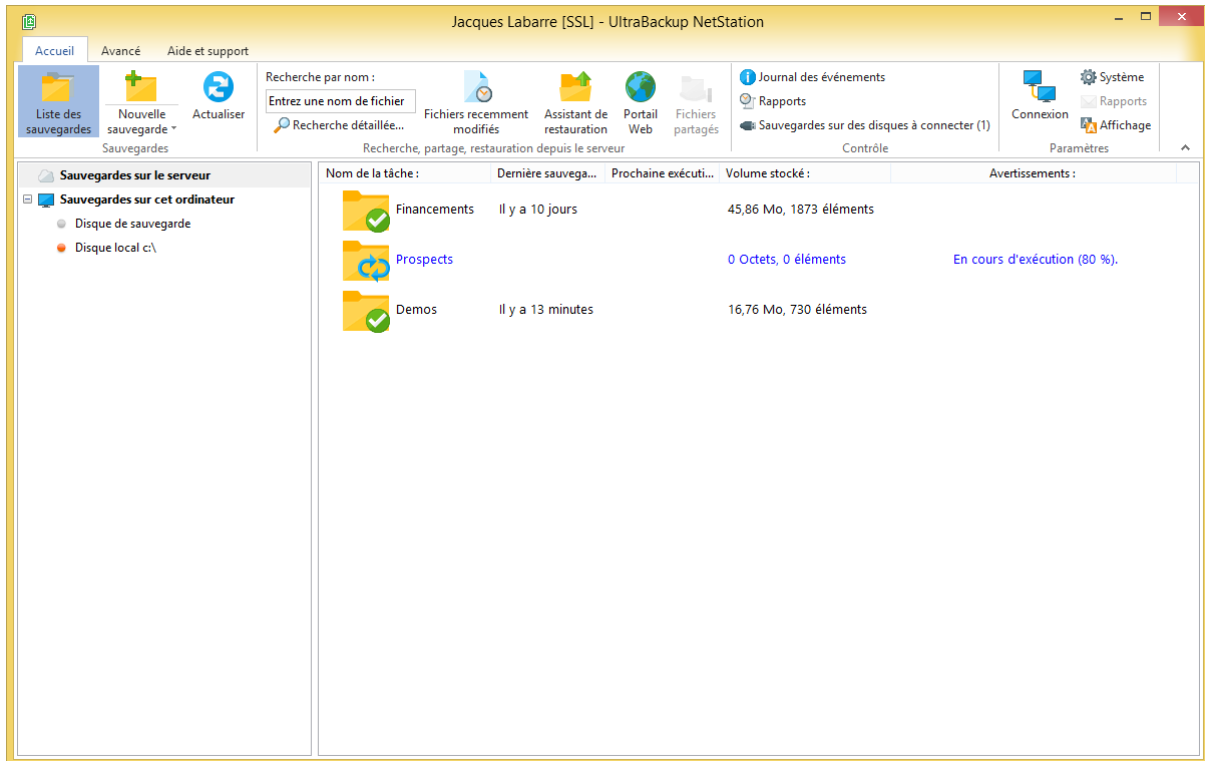 Jacques Labarre [SSL] - UltraBackup NetStation
Accueil Avancé Aide et support
Liste des sauvegardes
Nouvelle sauvegarde
Actualiser
Sauvegardes
Recherche par nom :
Entrez une nom de fichier
Recherche détaillée...
Fichiers recemment modifiés
Assistant de restauration
Portail Web
Fichiers partagés
Recherche, partage, restauration depuis le serveur
Journal des événements
Rapports
Sauvegardes sur des disques à connecter (1)
Contrôle
Connexion
Système
Rapports
Affichage
Paramètres
Sauvegardes sur le serveur
Sauvegardes sur cet ordinateur
Disque de sauvegarde
Disque local c:\
Nom de la tâche : Dernière sauvega... Prochaine exécuti... Volume stocké : Avertissements :
Financements Il y a 10 jours 45,86 Mo, 1873 éléments
Prospects 0 Octets, 0 éléments En cours d'exécution (80 %).
Demos Il y a 13 minutes 16,76 Mo, 730 éléments